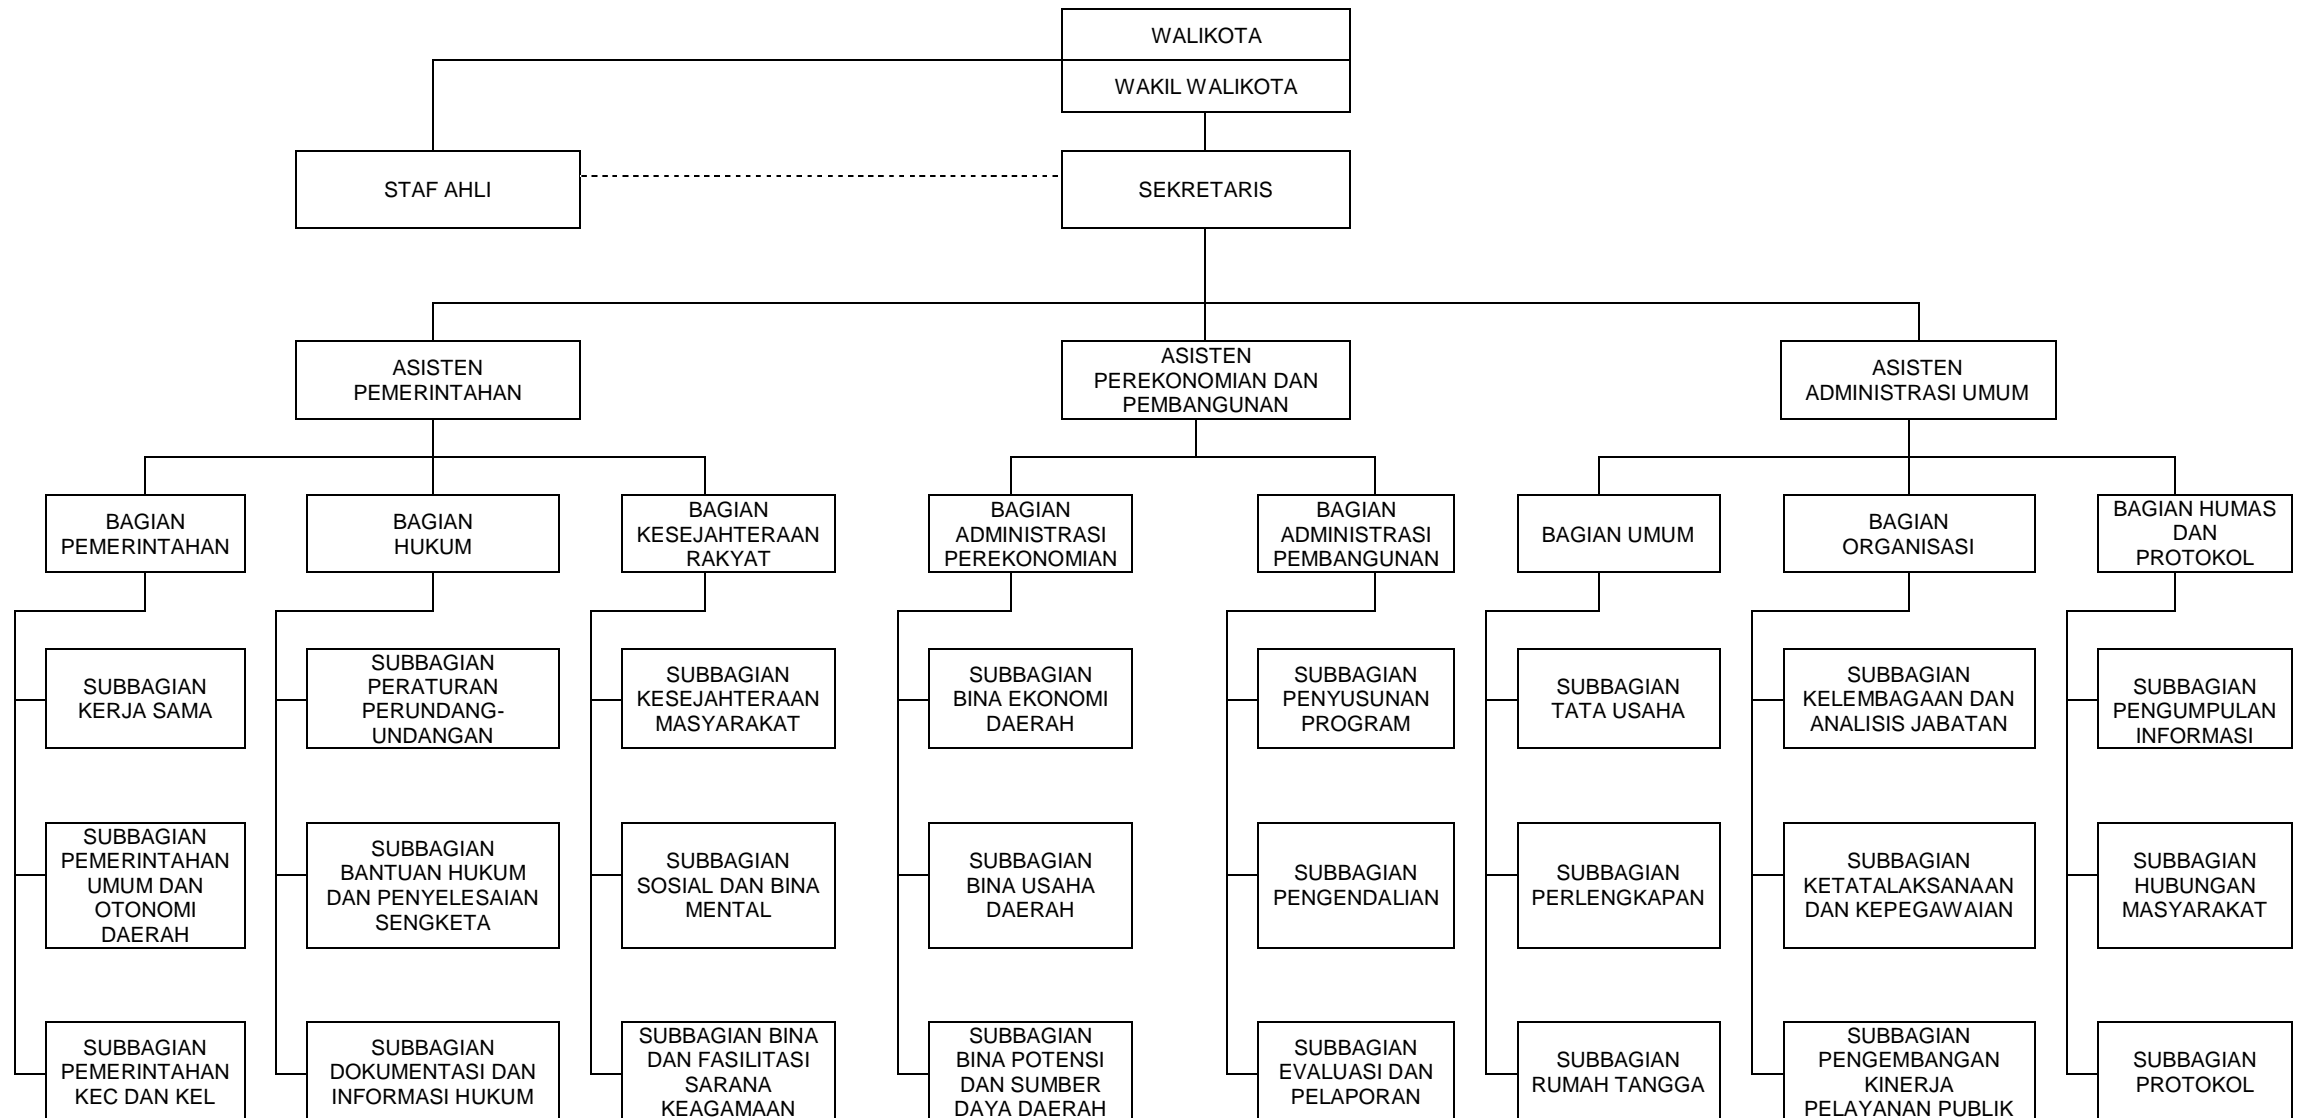 WALIKOTA
WAKIL WALIKOTA
STAF AHLI
SEKRETARIS
ASISTEN
PEMERINTAHAN
ASISTEN
PEREKONOMIAN DAN
PEMBANGUNAN
ASISTEN
ADMINISTRASI UMUM
BAGIAN
PEMERINTAHAN
BAGIAN
HUKUM
BAGIAN
KESEJAHTERAAN
RAKYAT
BAGIAN
ADMINISTRASI
PEREKONOMIAN
BAGIAN
ADMINISTRASI
PEMBANGUNAN
BAGIAN UMUM
BAGIAN
ORGANISASI
BAGIAN HUMAS
DAN
PROTOKOL
SUBBAGIAN
KERJA SAMA
SUBBAGIAN
PERATURAN
PERUNDANG-
UNDANGAN
SUBBAGIAN
KESEJAHTERAAN
MASYARAKAT
SUBBAGIAN
BINA EKONOMI
DAERAH
SUBBAGIAN
PENYUSUNAN
PROGRAM
SUBBAGIAN
TATA USAHA
SUBBAGIAN
KELEMBAGAAN DAN
ANALISIS JABATAN
SUBBAGIAN
PENGUMPULAN
INFORMASI
SUBBAGIAN
PEMERINTAHAN
UMUM DAN
OTONOMI
DAERAH
SUBBAGIAN
BANTUAN HUKUM
DAN PENYELESAIAN
SENGKETA
SUBBAGIAN
SOSIAL DAN BINA
MENTAL
SUBBAGIAN
BINA USAHA
DAERAH
SUBBAGIAN
PENGENDALIAN
SUBBAGIAN
PERLENGKAPAN
SUBBAGIAN
KETATALAKSANAAN
DAN KEPEGAWAIAN
SUBBAGIAN
HUBUNGAN
MASYARAKAT
SUBBAGIAN
PEMERINTAHAN
KEC DAN KEL
SUBBAGIAN
DOKUMENTASI DAN
INFORMASI HUKUM
SUBBAGIAN BINA
DAN FASILITASI
SARANA
KEAGAMAAN
SUBBAGIAN
BINA POTENSI
DAN SUMBER
DAYA DAERAH
SUBBAGIAN
EVALUASI DAN
PELAPORAN
SUBBAGIAN
RUMAH TANGGA
SUBBAGIAN
PENGEMBANGAN
KINERJA
PELAYANAN PUBLIK
SUBBAGIAN
PROTOKOL